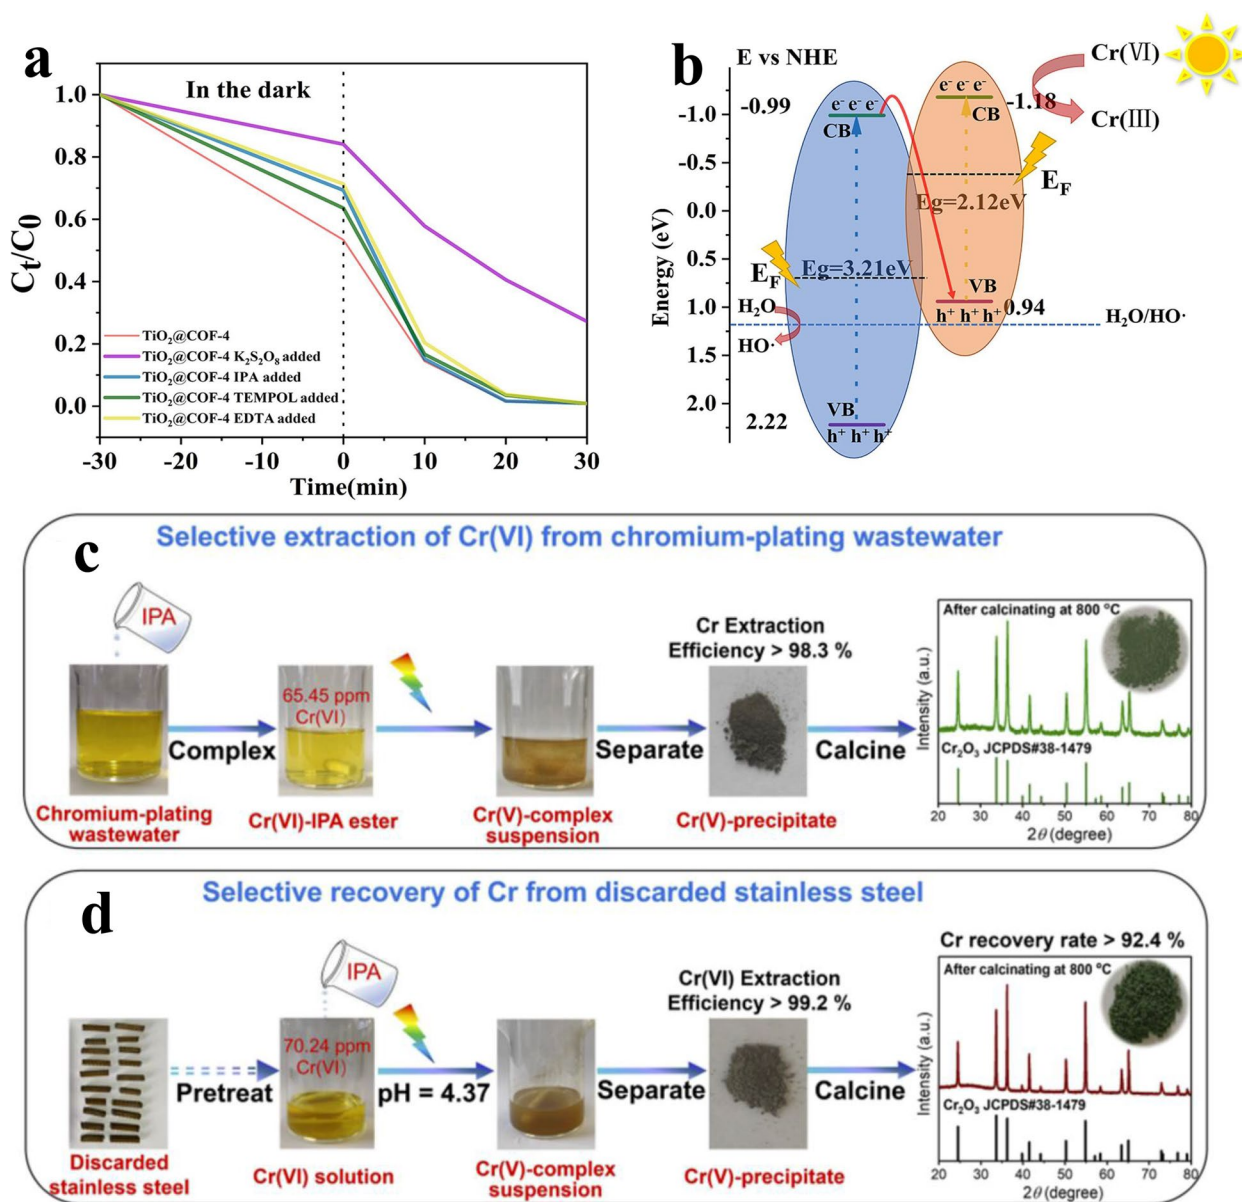 a
In the dark
Ct/C0
1.0
0.8
0.6
0.4
0.2
0.0
TiO2@COF-4
TiO2@COF-4 K2S2O8 added
TiO2@COF-4 IPA added
TiO2@COF-4 TEMPOL added
TiO2@COF-4 EDTA added
-30 -20 -10 0 10 20 30
Time(min)
b
E vs NHE
Cr(VI)
Cr(III)
Energy (eV)
-1.0
-0.5
0.0
0.5
1.0
1.5
2.0
-0.99
e- e- e-
CB
e- e- e-
CB
-1.18
EF
Eg=2.12eV
Eg=3.21eV
EF
H2O
HO·
VB
h+ h+ h+
0.94
H2O/HO·
2.22
VB
h+ h+ h+
c
Selective extraction of Cr(VI) from chromium-plating wastewater
IPA
Complex
Chromium-plating
wastewater
65.45 ppm
Cr(VI)
Cr(VI)-IPA ester
Cr(V)-complex
suspension
Separate
Cr Extraction
Efficiency > 98.3 %
Cr(V)-precipitate
Calcine
After calcinating at 800 °C
Intensity (a.u.)
Cr2O3 JCPDS#38-1479
20 30 40 50 60 70 80
2θ (degree)
d
Selective recovery of Cr from discarded stainless steel
Discarded
stainless steel
Pretreat
IPA
70.24 ppm
Cr(VI)
Cr(VI) solution
pH = 4.37
Cr(V)-complex
suspension
Separate
Cr(VI) Extraction
Efficiency > 99.2 %
Cr(V)-precipitate
Calcine
Cr recovery rate > 92.4 %
After calcinating at 800 °C
Intensity (a.u.)
Cr2O3 JCPDS#38-1479
20 30 40 50 60 70 80
2θ (degree)